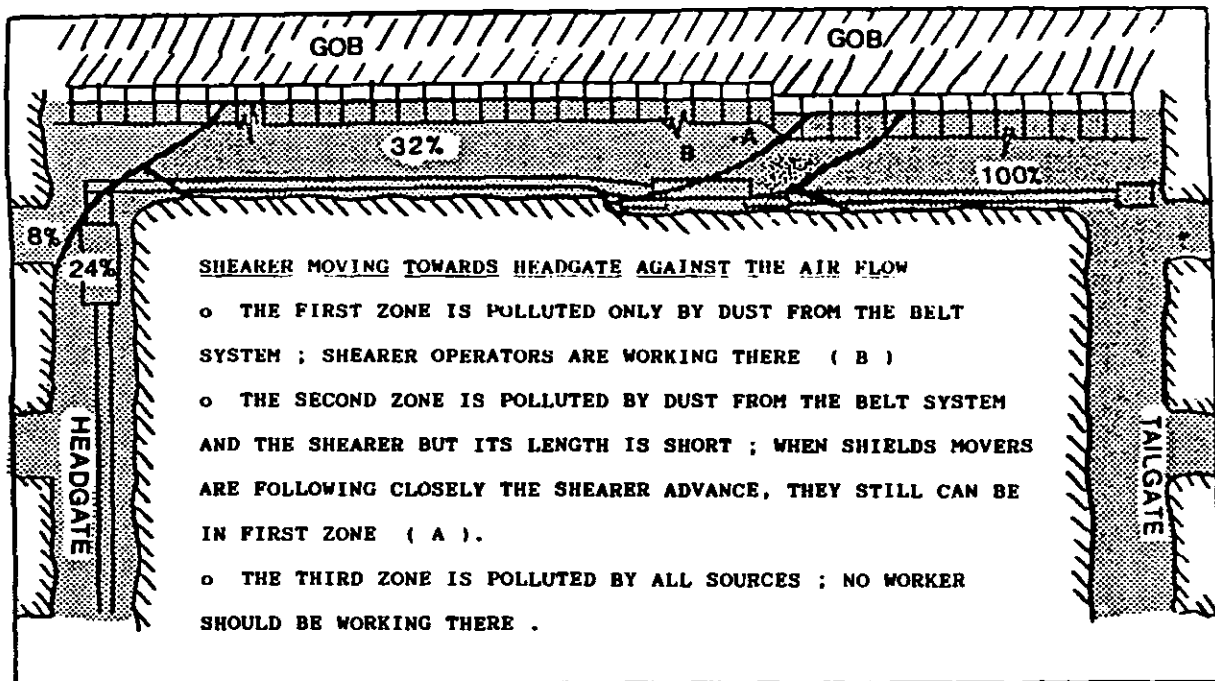 GOB GOB
32% B A
100%
8%
24%
SHEARER MOVING TOWARDS HEADGATE AGAINST THE AIR FLOW
o THE FIRST ZONE IS POLLUTED ONLY BY DUST FROM THE BELT
SYSTEM ; SHEARER OPERATORS ARE WORKING THERE ( B )
o THE SECOND ZONE IS POLLUTED BY DUST FROM THE BELT SYSTEM
AND THE SHEARER BUT ITS LENGTH IS SHORT ; WHEN SHIELDS MOVERS
ARE FOLLOWING CLOSELY THE SHEARER ADVANCE, THEY STILL CAN BE
IN FIRST ZONE ( A ).
o THE THIRD ZONE IS POLLUTED BY ALL SOURCES ; NO WORKER
SHOULD BE WORKING THERE .
HEADGATE
TAILGATE